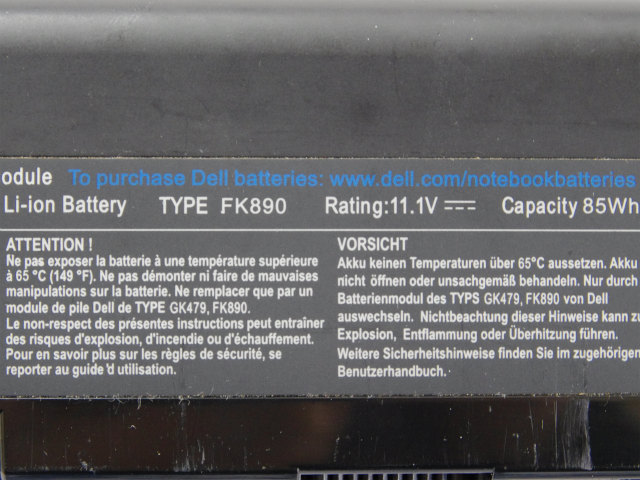 odule To purchase Dell batteries: www.dell.com/notebookbatteries
Li-ion Battery TYPE FK890 Rating:11.1V ⎓ Capacity 85Wh
ATTENTION !
Ne pas exposer la batterie à une température supérieure
à 65 °C (149 °F). Ne pas démonter ni faire de mauvaises
manipulations sur la batterie. Ne remplacer que par un
module de pile Dell de TYPE GK479, FK890.
Le non-respect des présentes instructions peut entraîner
des risques d'explosion, d'incendie ou d'échauffement.
Pour en savoir plus sur les règles de sécurité, se
reporter au guide'd utilisation.
VORSICHT
Akku keinen Temperaturen über 65°C aussetzen. Akku
nicht öffnen oder unsachgemäß behandeln. Nur durch
Batterienmodul des TYPS GK479, FK890 von Dell
auswechseln. Nichtbeachtung dieser Hinweise kann zu
Explosion, Entflammung oder Überhitzung führen.
Weitere Sicherheitshinweise finden Sie im zugehörigen
Benutzerhandbuch.